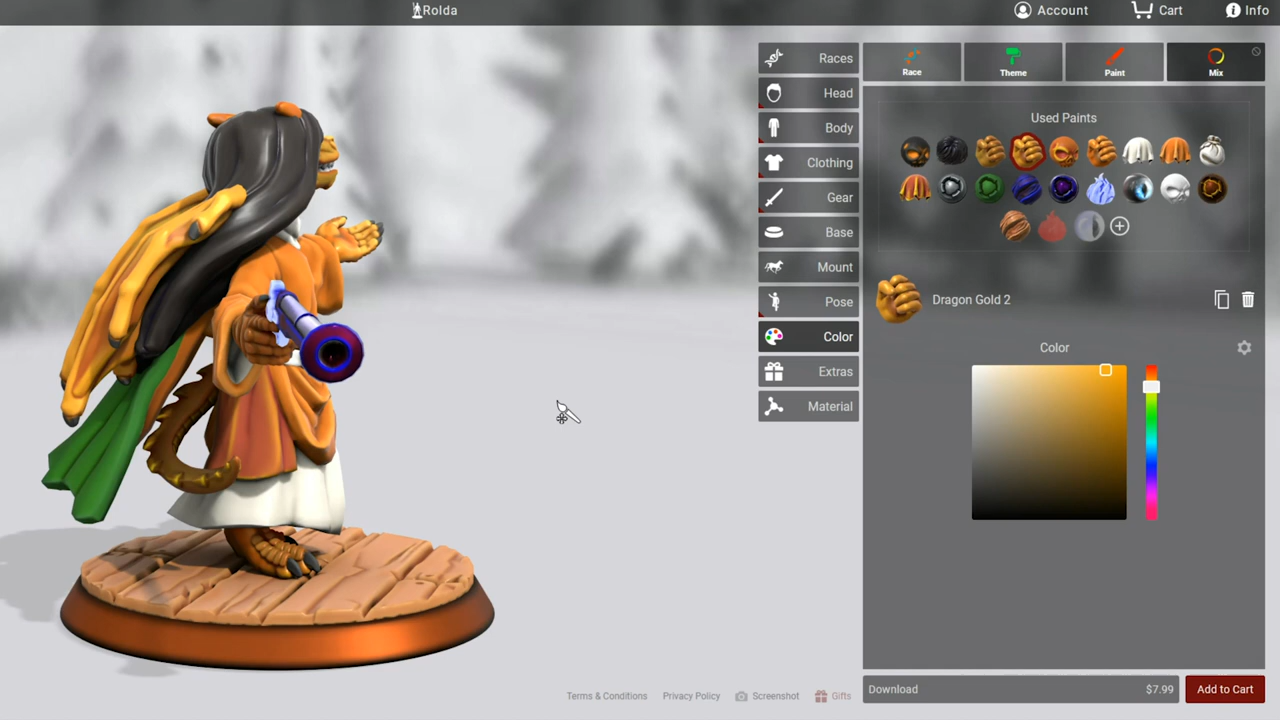 Rolda
Account
Cart
Info
Races
Head
Body
Clothing
Gear
Base
Mount
Pose
Color
Extras
Material
Race
Theme
Paint
Mix
Used Paints
Dragon Gold 2
Color
Terms & Conditions
Privacy Policy
Screenshot
Gifts
Download
$7.99
Add to Cart